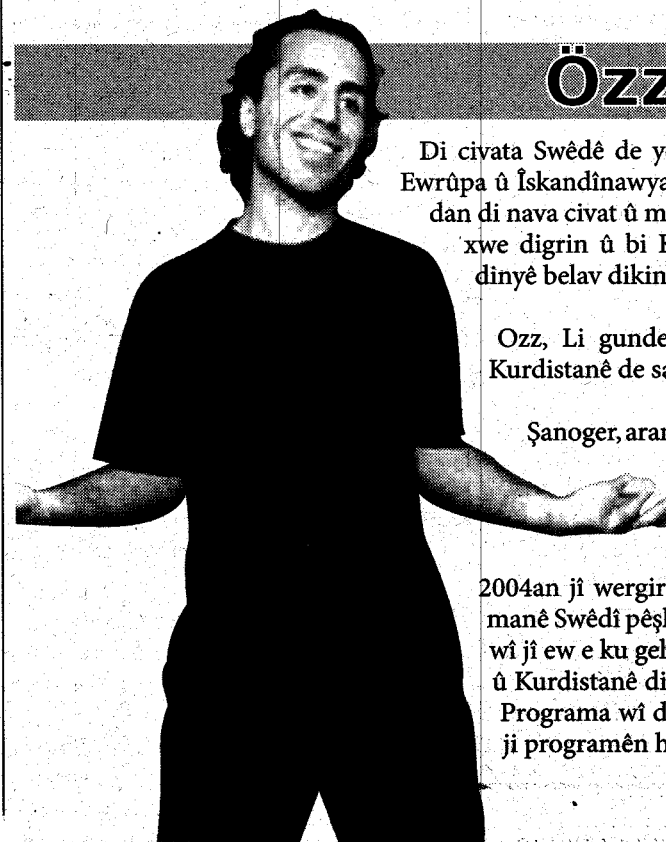 Özz
Di civata Swêdê de y
Ewrûpa û Îskandînawya
dan di nava civat û m
xwe digrin û bi
dinyê belav dikin
Ozz, Li gunde
Kurdistanê de sa
Şanoger, aran
2004an jî wergir
manê Swêdî pêş
wî jî ew e ku geh
û Kurdistanê di
Programa wî d
ji programên h